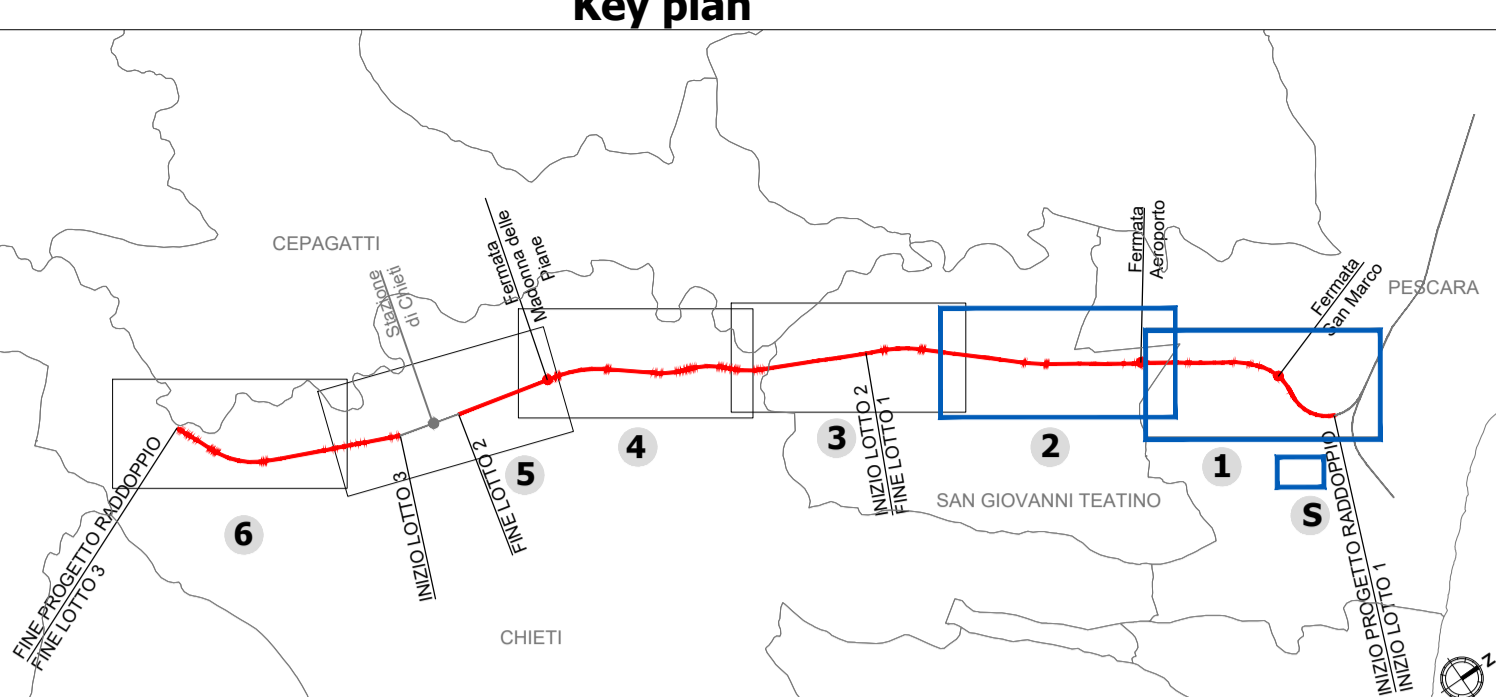 Key plan
CEPAGATTI
Stazione
di Chieti
Fermata
Madonna delle
Piane
Fermata
Aeroporto
Fermata
San Marco
PESCARA
6
5
4
3
2
1
S
FINE PROGETTO RADDOPPIO
FINE LOTTO 3
INIZIO LOTTO 3
FINE LOTTO 2
INIZIO LOTTO 2
FINE LOTTO 1
SAN GIOVANNI TEATINO
INIZIO PROGETTO RADDOPPIO
INIZIO LOTTO 1
CHIETI
N